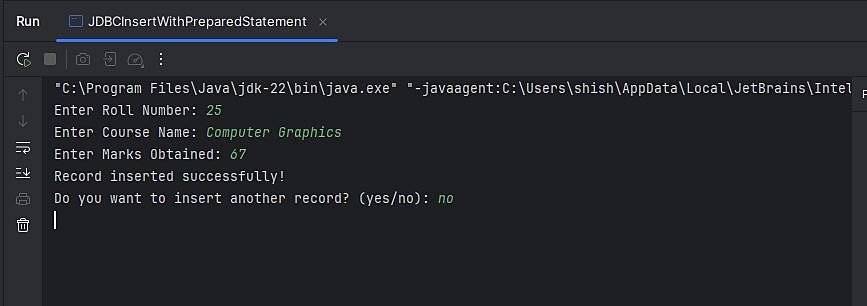 Run JDBCInsertWithPreparedStatement
"C:\Program Files\Java\jdk-22\bin\java.exe" "-javaagent:C:\Users\shish\AppData\Local\JetBrains\Intel
Enter Roll Number: 25
Enter Course Name: Computer Graphics
Enter Marks Obtained: 67
Record inserted successfully!
Do you want to insert another record? (yes/no): no